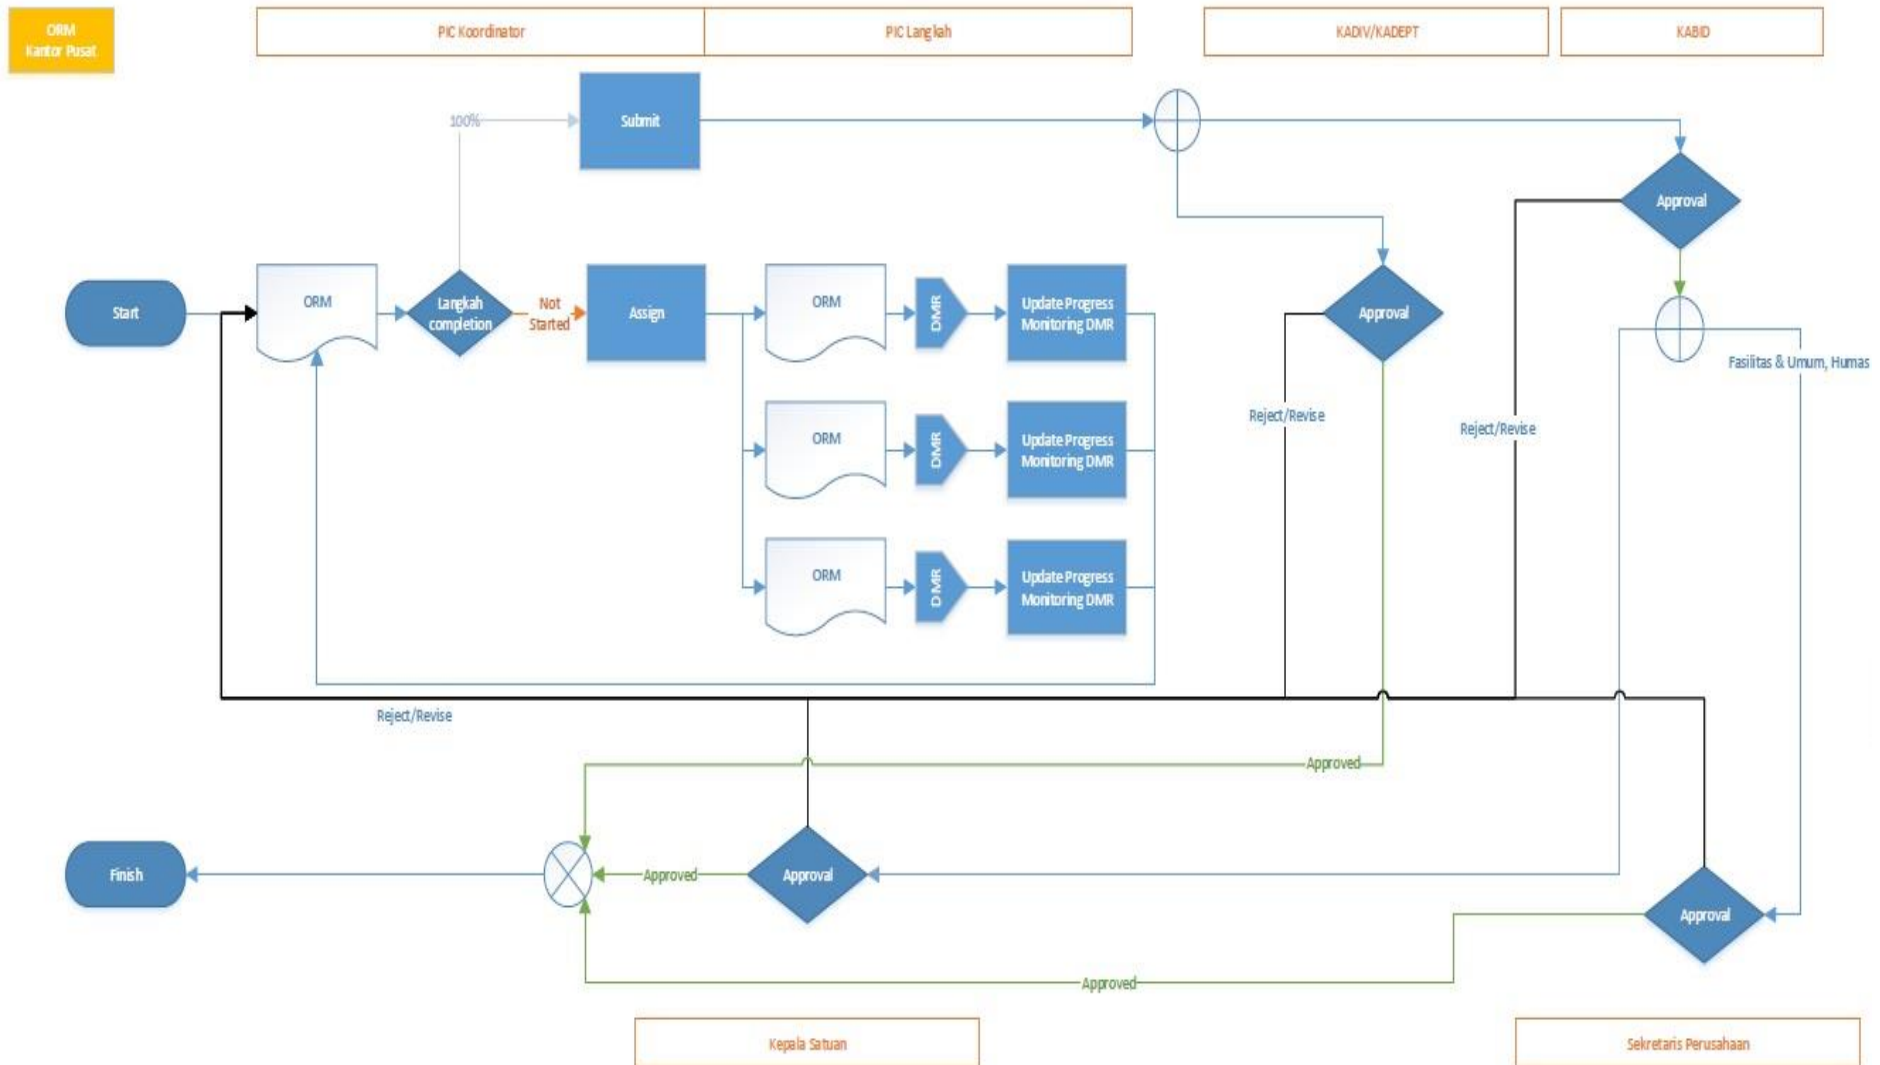 ORM
Kantor Pusat
PIC Koordinator
PIC Langkah
KADIV/KADEPT
KABID
100%
Submit
Approval
Start
ORM
Langkah
completion
Not
Started
Assign
ORM
DMR
Update Progress
Monitoring DMR
Approval
Fasilitas & Umum, Humas
Reject/Revise
Reject/Revise
ORM
DMR
Update Progress
Monitoring DMR
ORM
DMR
Update Progress
Monitoring DMR
Reject/Revise
Approved
Finish
Approved
Approval
Approval
Approved
Kepala Satuan
Sekretaris Perusahaan